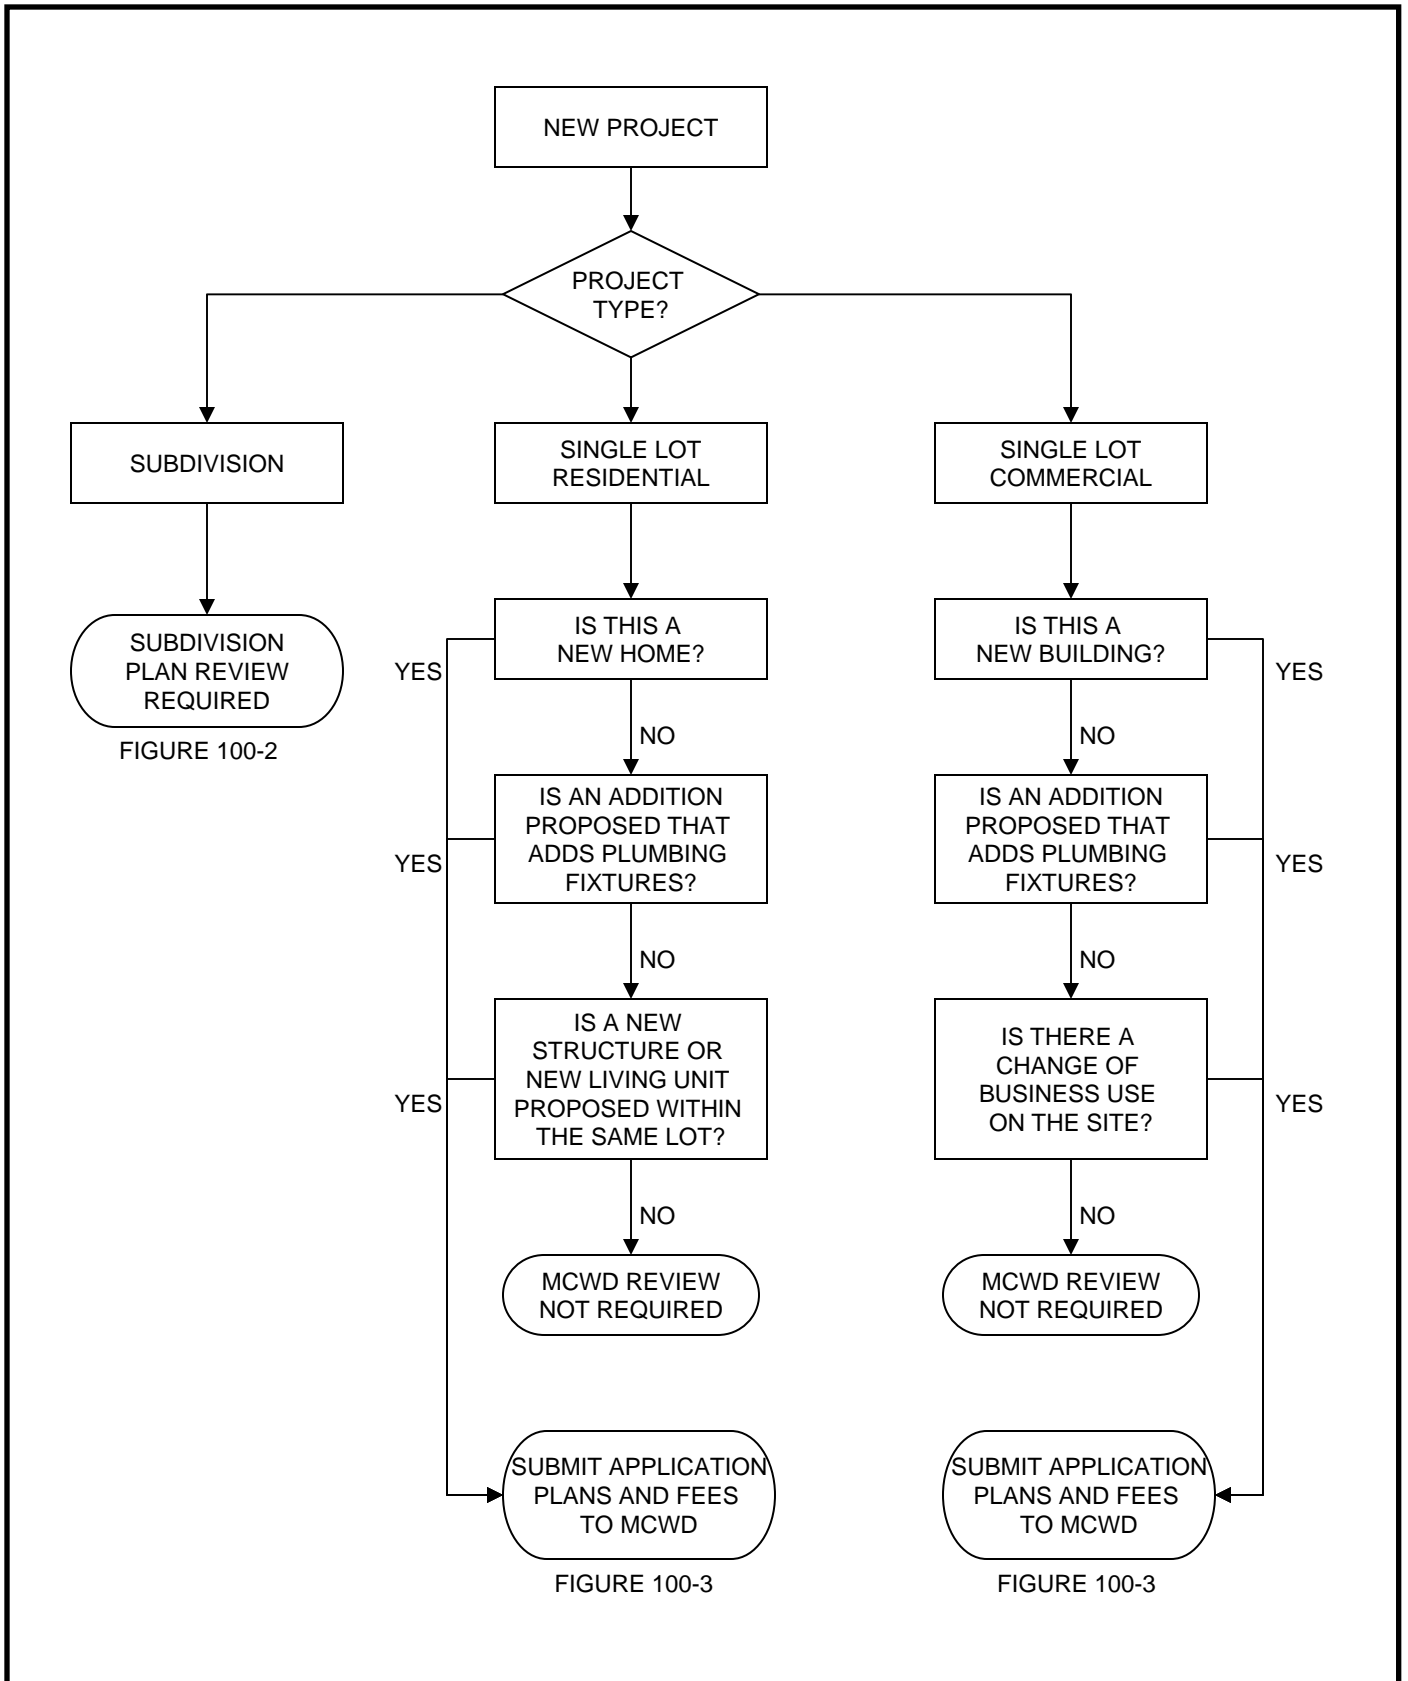 NEW PROJECT
PROJECT
TYPE?
SUBDIVISION
SINGLE LOT
RESIDENTIAL
SINGLE LOT
COMMERCIAL
SUBDIVISION
PLAN REVIEW
REQUIRED
FIGURE 100-2
IS THIS A
NEW HOME?
YES
NO
IS AN ADDITION
PROPOSED THAT
ADDS PLUMBING
FIXTURES?
YES
NO
IS A NEW
STRUCTURE OR
NEW LIVING UNIT
PROPOSED WITHIN
THE SAME LOT?
YES
NO
MCWD REVIEW
NOT REQUIRED
SUBMIT APPLICATION
PLANS AND FEES
TO MCWD
FIGURE 100-3
IS THIS A
NEW BUILDING?
YES
NO
IS AN ADDITION
PROPOSED THAT
ADDS PLUMBING
FIXTURES?
YES
NO
IS THERE A
CHANGE OF
BUSINESS USE
ON THE SITE?
YES
NO
MCWD REVIEW
NOT REQUIRED
SUBMIT APPLICATION
PLANS AND FEES
TO MCWD
FIGURE 100-3